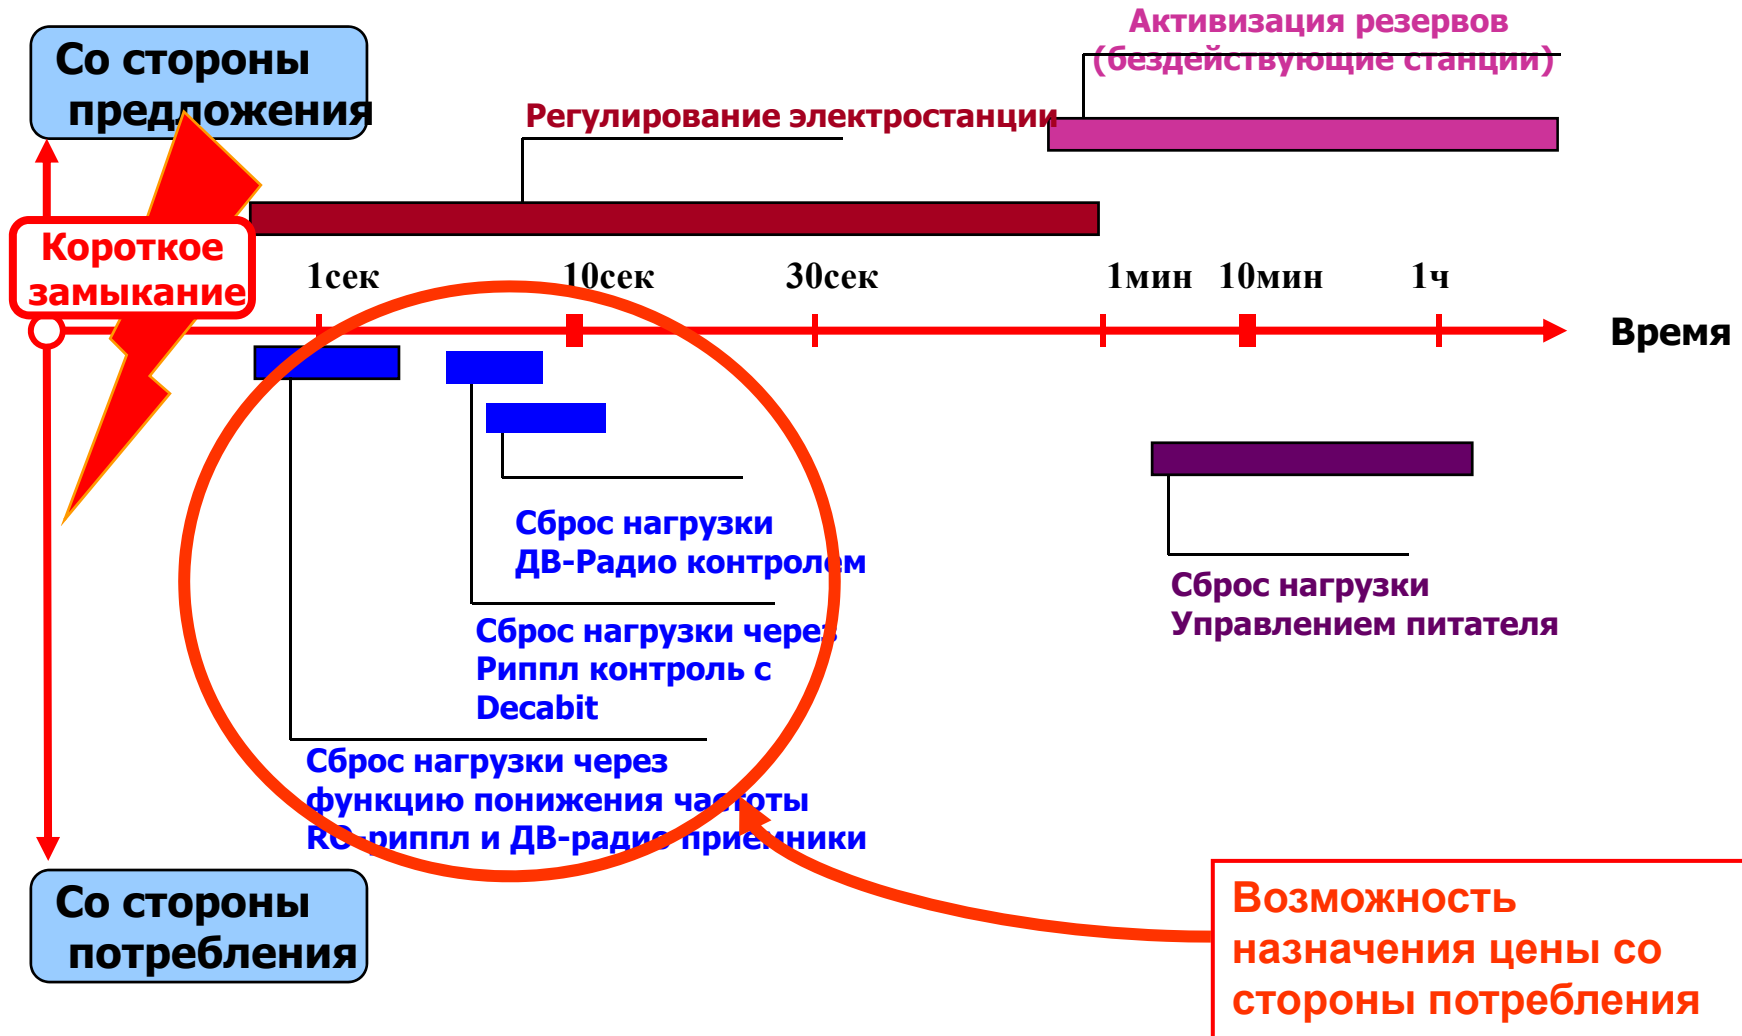 Активизация резервов
(бездействующие станции)
Со стороны
предложения
Регулирование электростанции
Короткое
замыкание
1сек
10сек
30сек
1мин
10мин
1ч
Время
Сброс нагрузки
ДВ-Радио контролем
Сброс нагрузки
Управлением питателя
Сброс нагрузки через
Риппл контроль с
Decabit
Сброс нагрузки через
функцию понижения частоты
RO-риппл и ДВ-радио приемники
Со стороны
потребления
Возможность
назначения цены со
стороны потребления